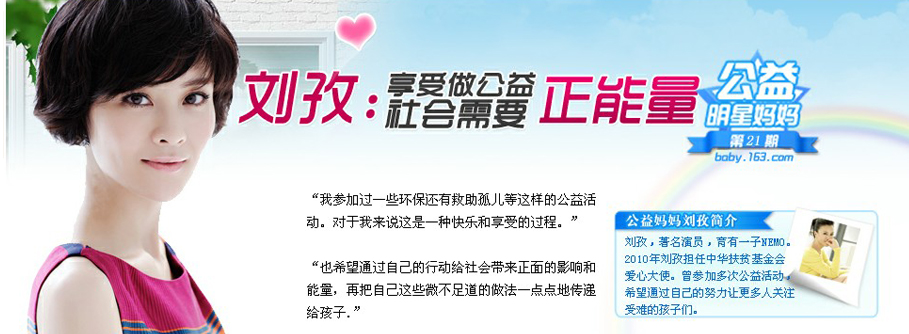 刘孜：享受做公益 社会需要 正能量
公益
明星妈妈
第21期
baby.163.com
“我参加过一些环保还有救助孤儿等这样的公益活
动。对于我来说这是一种快乐和享受的过程。”
“也希望通过自己的行动给社会带来正面的影响和
能量，再把自己这些微不足道的做法一点点地传递
给孩子.”
公益妈妈刘孜简介
刘孜，著名演员，育有一子NEMO。
2010年刘孜担任中华扶贫基金会
爱心大使。曾参加多次公益活动，
希望通过自己的努力让更多人关注
受难的孩子们。